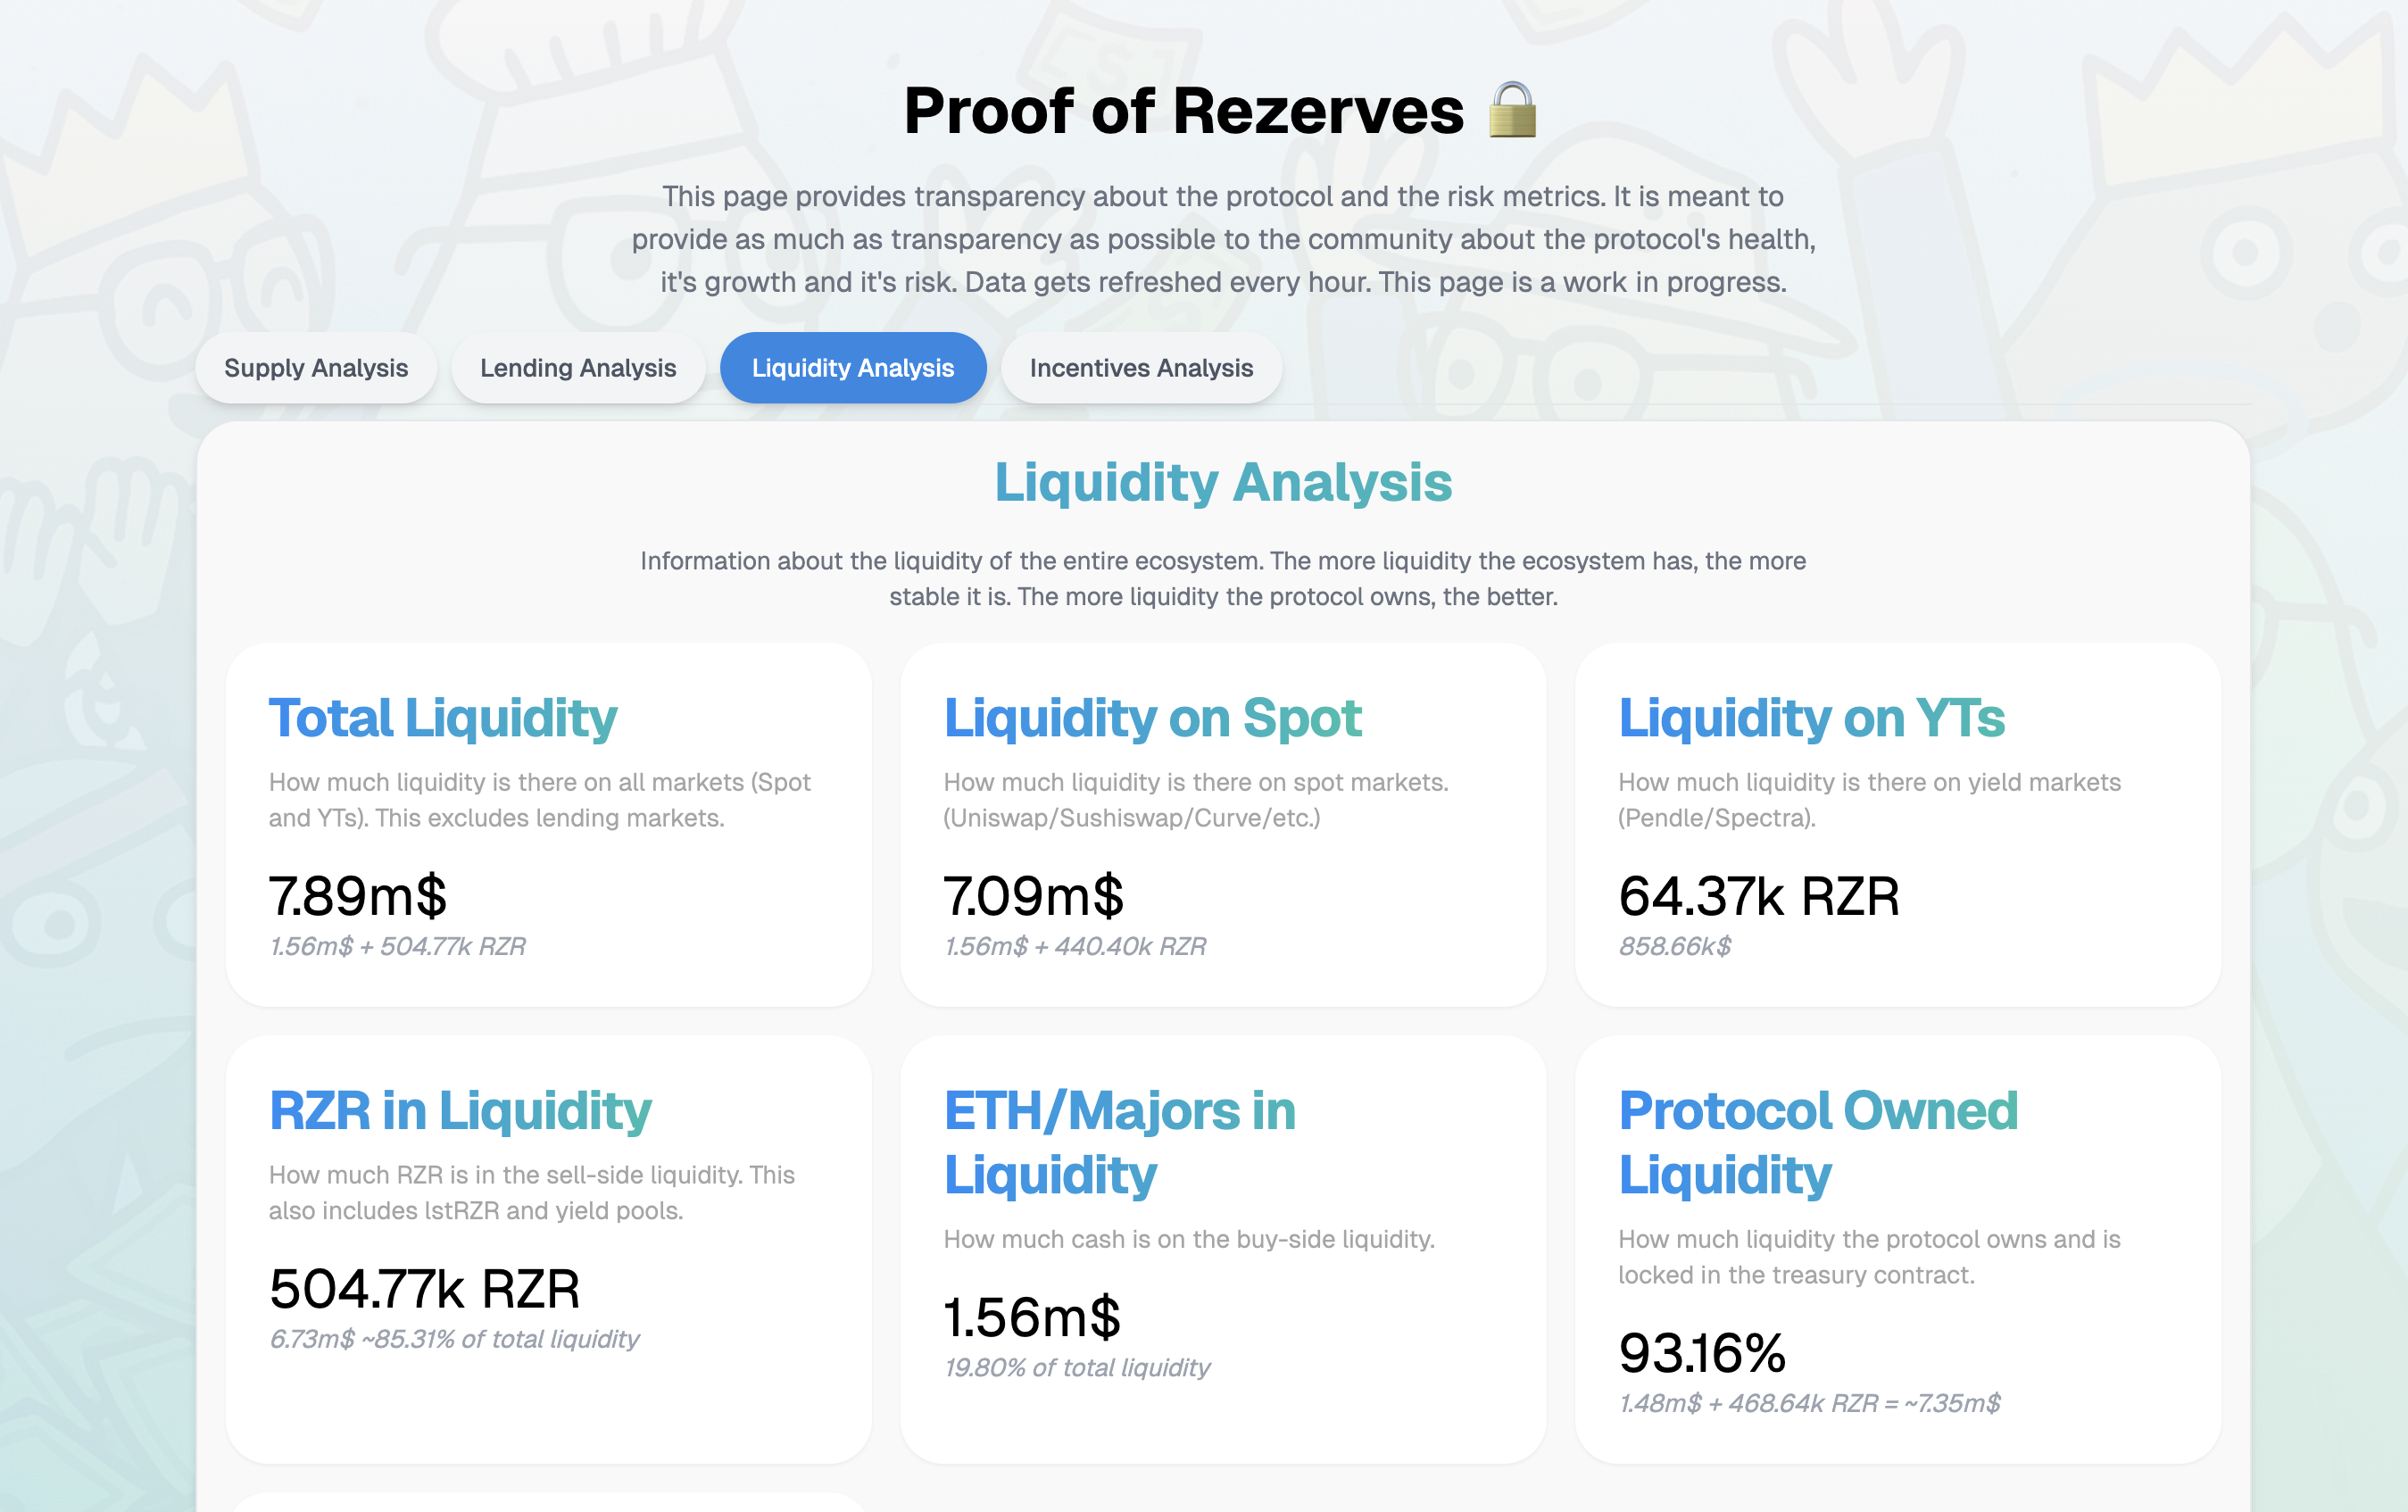 Proof of Rezerves 🔒
This page provides transparency about the protocol and the risk metrics. It is meant to
provide as much as transparency as possible to the community about the protocol's health,
it's growth and it's risk. Data gets refreshed every hour. This page is a work in progress.
Supply Analysis
Lending Analysis
Liquidity Analysis
Incentives Analysis
Liquidity Analysis
Information about the liquidity of the entire ecosystem. The more liquidity the ecosystem has, the more
stable it is. The more liquidity the protocol owns, the better.
Total Liquidity
How much liquidity is there on all markets (Spot
and YTs). This excludes lending markets.
7.89m$
1.56m$ + 504.77k RZR
Liquidity on Spot
How much liquidity is there on spot markets.
(Uniswap/Sushiswap/Curve/etc.)
7.09m$
1.56m$ + 440.40k RZR
Liquidity on YTs
How much liquidity is there on yield markets
(Pendle/Spectra).
64.37k RZR
858.66k$
RZR in Liquidity
How much RZR is in the sell-side liquidity. This
also includes lstRZR and yield pools.
504.77k RZR
6.73m$ ~85.31% of total liquidity
ETH/Majors in
Liquidity
How much cash is on the buy-side liquidity.
1.56m$
19.80% of total liquidity
Protocol Owned
Liquidity
How much liquidity the protocol owns and is
locked in the treasury contract.
93.16%
1.48m$ + 468.64k RZR = ~7.35m$